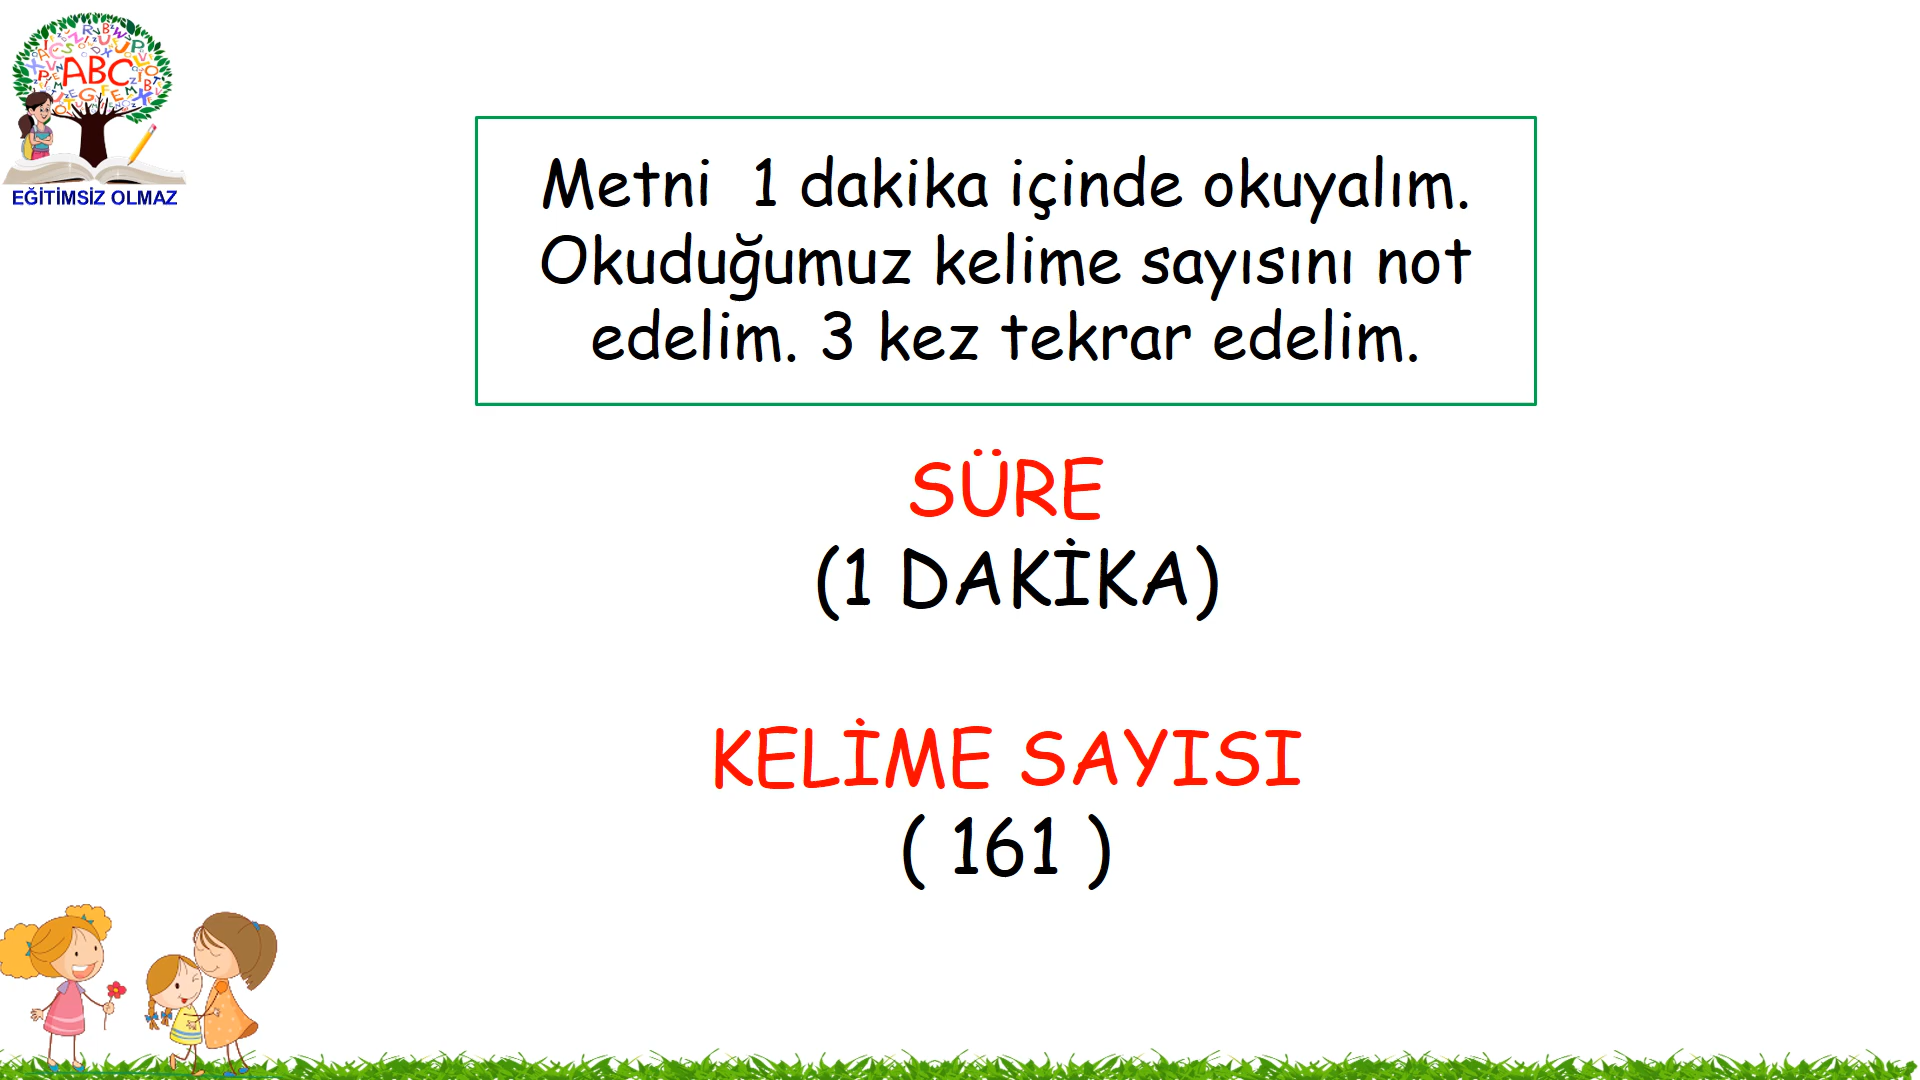 ABC
EĞİTİMSİZ OLMAZ
Metni 1 dakika içinde okuyalım.
Okuduğumuz kelime sayısını not
edelim. 3 kez tekrar edelim.
SÜRE
(1 DAKİKA)
KELİME SAYISI
( 161 )